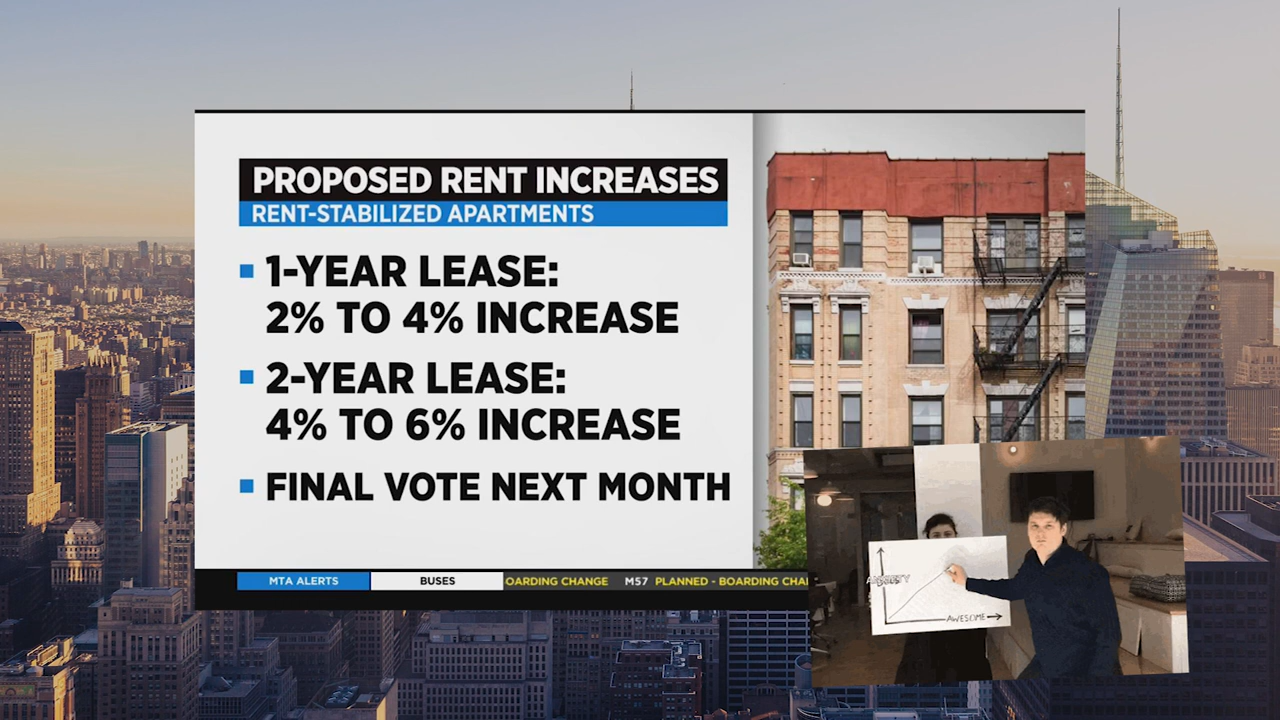 PROPOSED RENT INCREASES
RENT-STABILIZED APARTMENTS
1-YEAR LEASE:
2% TO 4% INCREASE
2-YEAR LEASE:
4% TO 6% INCREASE
FINAL VOTE NEXT MONTH
MTA ALERTS BUSES OARDING CHANGE M57 PLANNED - BOARDING CHA
AWESOME